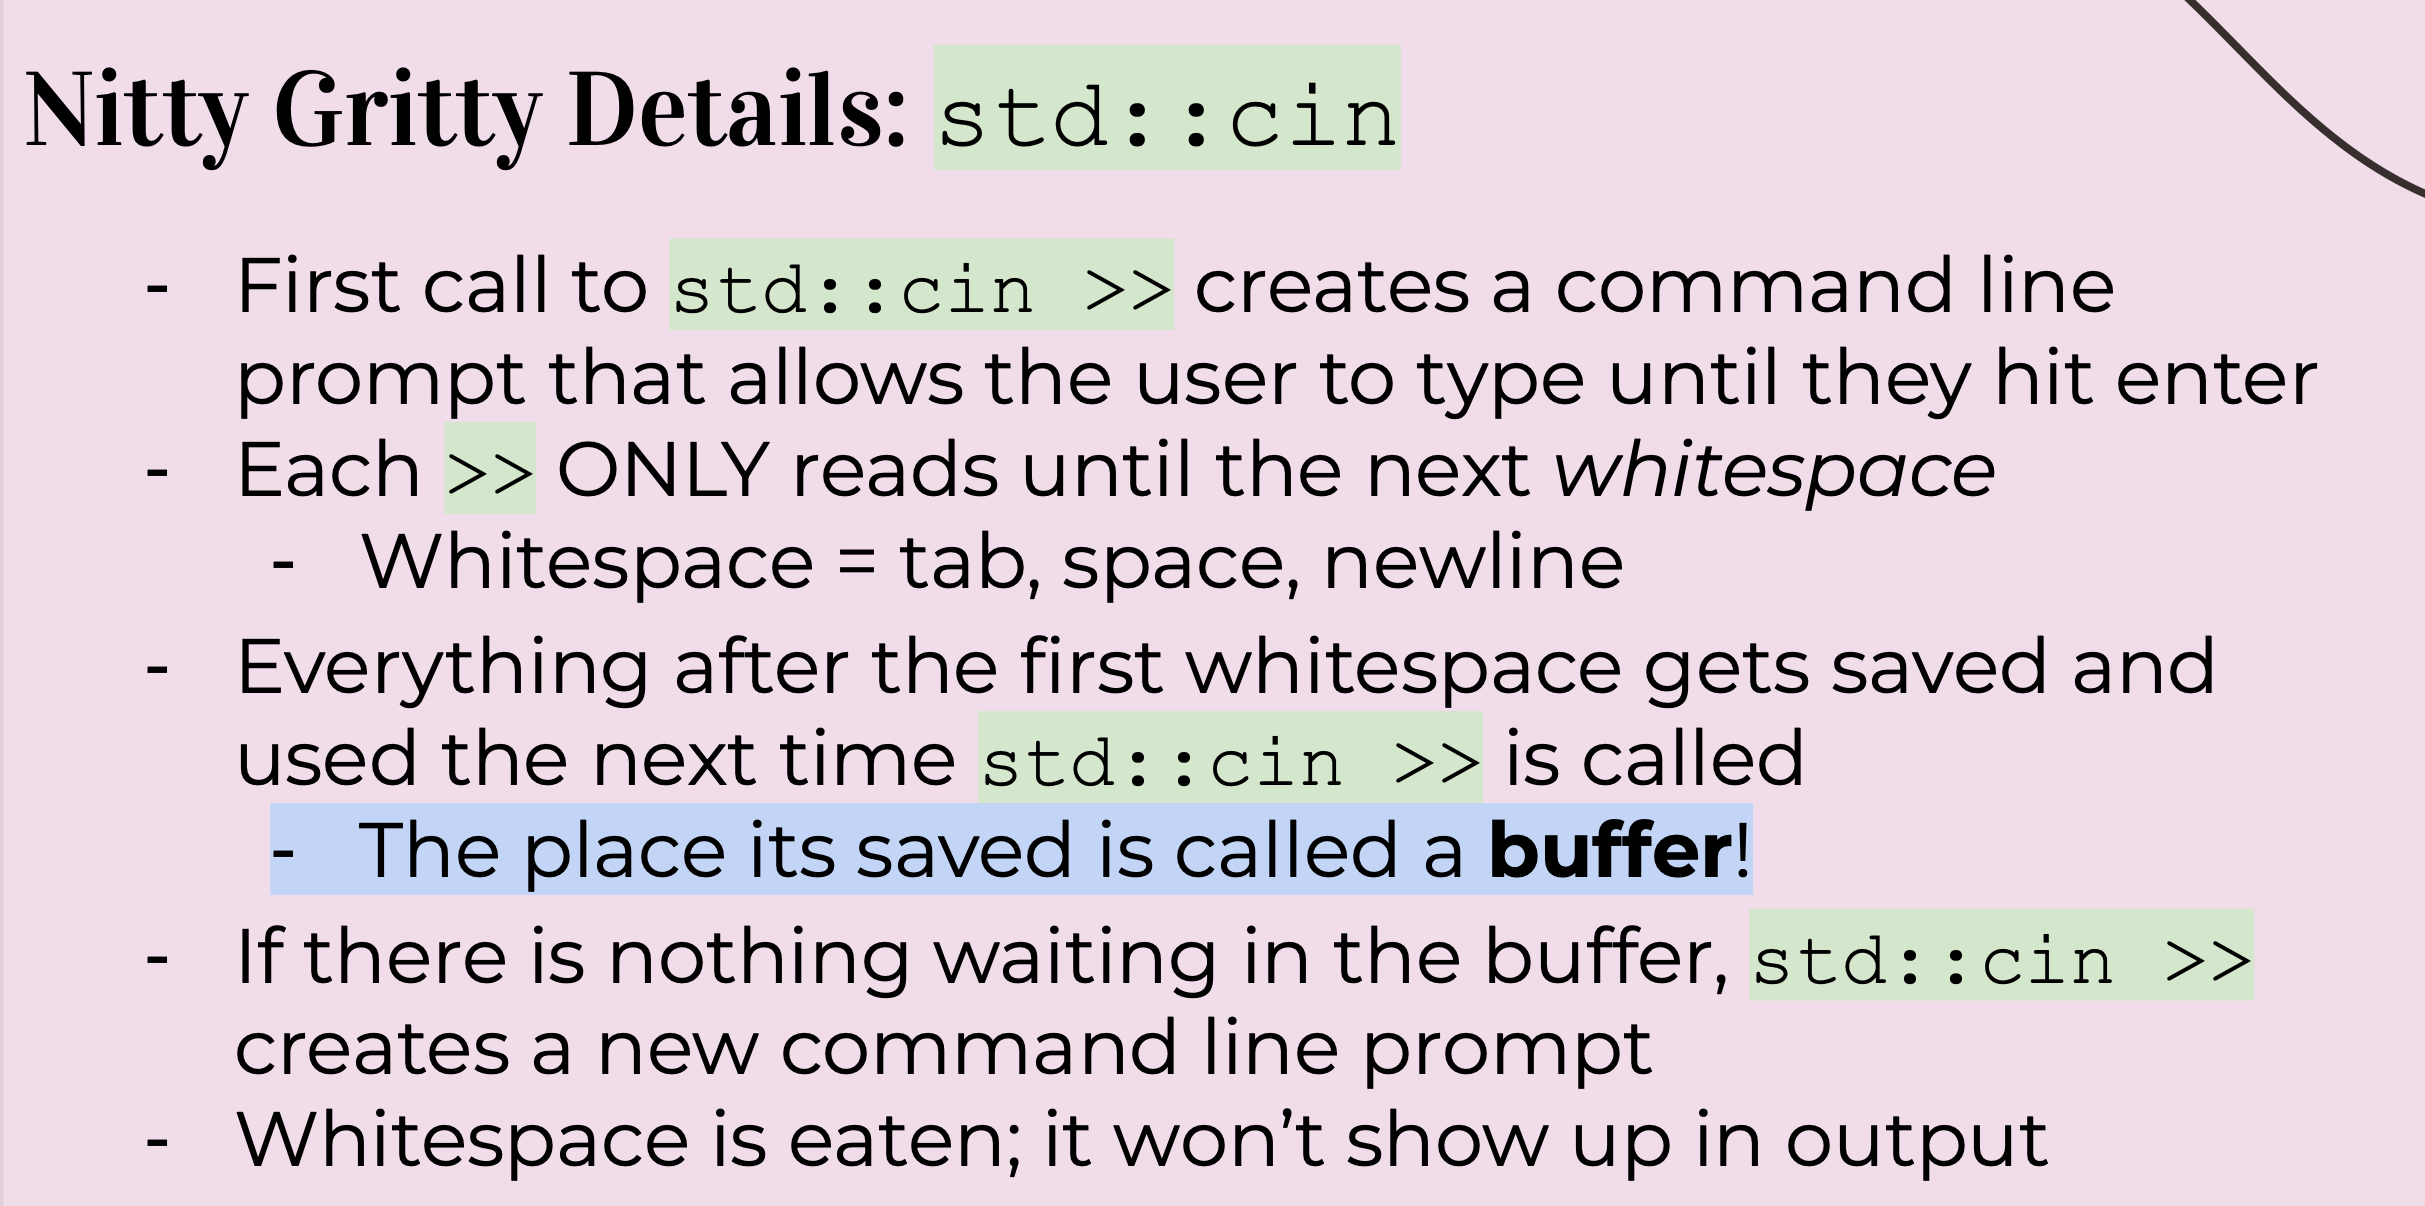 Nitty Gritty Details: std::cin
- First call to std::cin >> creates a command line
prompt that allows the user to type until they hit enter
- Each >> ONLY reads until the next whitespace
- Whitespace = tab, space, newline
- Everything after the first whitespace gets saved and
used the next time std::cin >> is called
- The place its saved is called a buffer!
- If there is nothing waiting in the buffer, std::cin >>
creates a new command line prompt
- Whitespace is eaten; it won’t show up in output